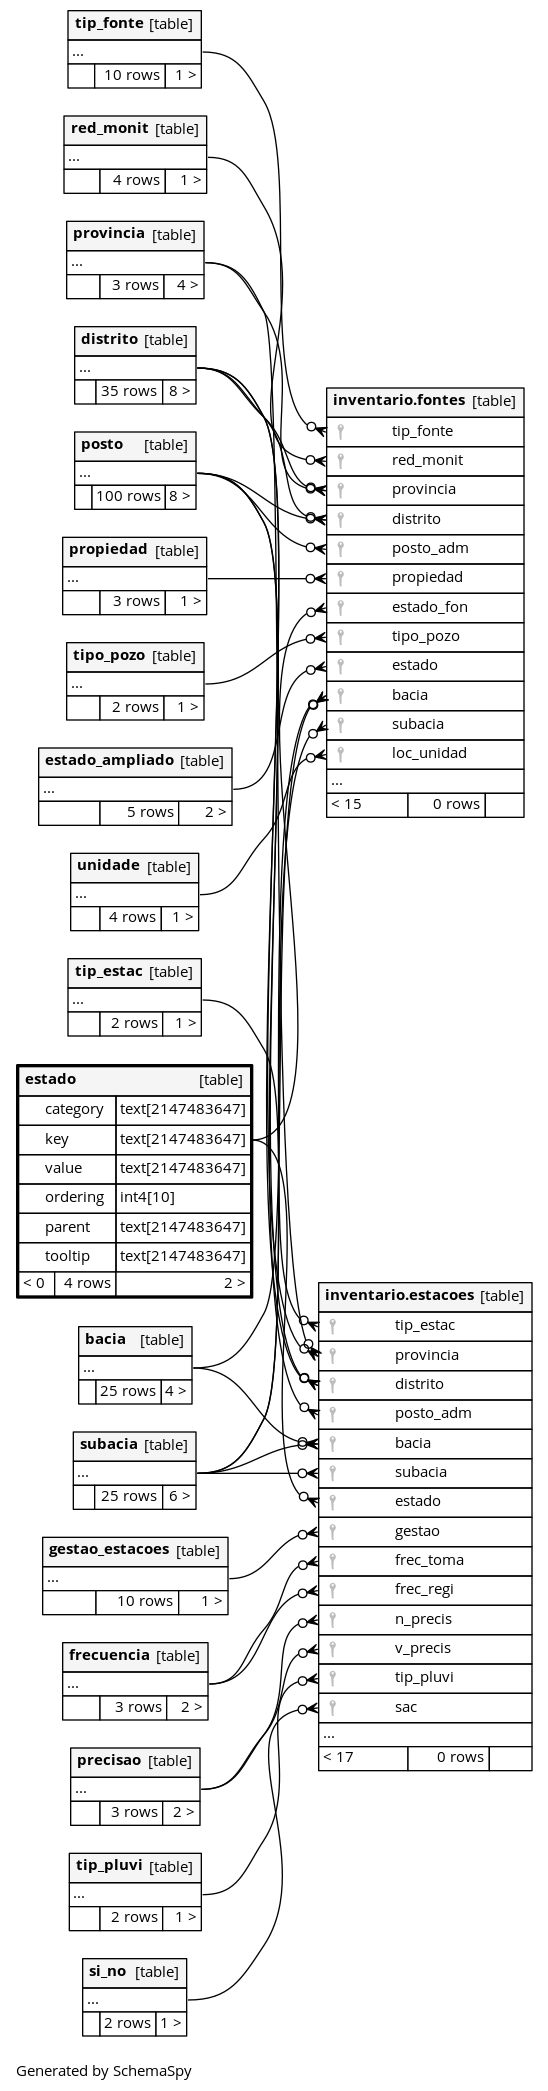 tip_fonte [table]
...
10 rows 1 >
red_monit [table]
...
4 rows 1 >
provincia [table]
...
3 rows 4 >
distrito [table]
...
35 rows 8 >
posto [table]
...
100 rows 8 >
propiedad [table]
...
3 rows 1 >
tipo_pozo [table]
...
2 rows 1 >
estado_ampliado [table]
...
5 rows 2 >
unidade [table]
...
4 rows 1 >
tip_estac [table]
...
2 rows 1 >
estado [table]
category text[2147483647]
key text[2147483647]
value text[2147483647]
ordering int4[10]
parent text[2147483647]
tooltip text[2147483647]
< 0 4 rows 2 >
bacia [table]
...
25 rows 4 >
subacia [table]
...
25 rows 6 >
gestao_estacoes [table]
...
10 rows 1 >
frecuencia [table]
...
3 rows 2 >
precisao [table]
...
3 rows 2 >
tip_pluvi [table]
...
2 rows 1 >
si_no [table]
...
2 rows 1 >
inventario.fontes [table]
tip_fonte
red_monit
provincia
distrito
posto_adm
propiedad
estado_fon
tipo_pozo
estado
bacia
subacia
loc_unidad
...
< 15 0 rows
inventario.estacoes [table]
tip_estac
provincia
distrito
posto_adm
bacia
subacia
estado
gestao
frec_toma
frec_regi
n_precis
v_precis
tip_pluvi
sac
...
< 17 0 rows
Generated by SchemaSpy